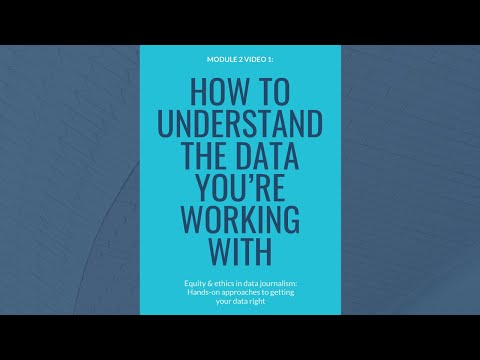 MODULE 2 VIDEO 1:
HOW TO
UNDERSTAND
THE DATA
YOU'RE
WORKING
WITH
Equity & ethics in data journalism:
Hands-on approaches to getting
your data right